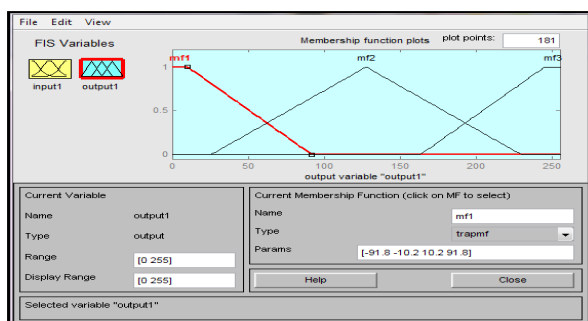 File Edit View
FIS Variables
input1 output1
Membership function plots plot points: 181
mf1 mf2 mf3
1
0.5
0
0 50 100 150 200 250
output variable "output1"
Current Variable
Name output1
Type output
Range [0 255]
Display Range [0 255]
Current Membership Function (click on MF to select)
Name mf1
Type trapmf
Params [-91.8 -10.2 10.2 91.8]
Help Close
Selected variable "output1"